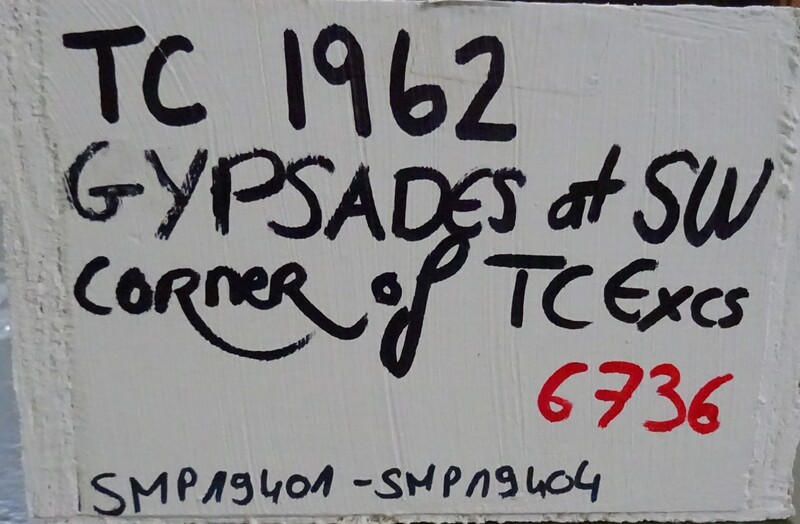 TC 1962
GYPSADES at SW
CORNER of TC Excs
6736
SMP19401 - SMP19404